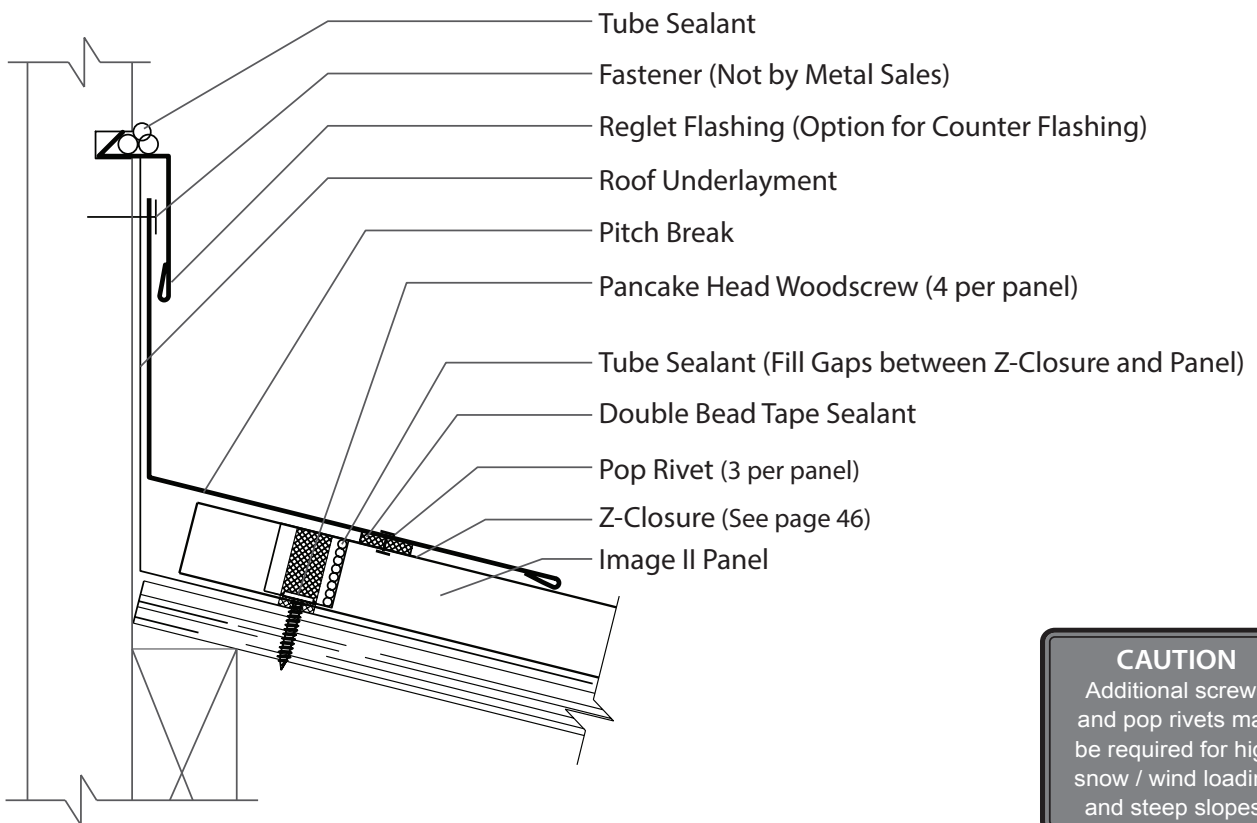 Tube Sealant
Fastener (Not by Metal Sales)
Reglet Flashing (Option for Counter Flashing)
Roof Underlayment
Pitch Break
Pancake Head Woodscrew (4 per panel)
Tube Sealant (Fill Gaps between Z-Closure and Panel)
Double Bead Tape Sealant
Pop Rivet (3 per panel)
Z-Closure (See page 46)
Image II Panel
CAUTION
Additional screw
and pop rivets
be required for
snow / wind
and steep slopes